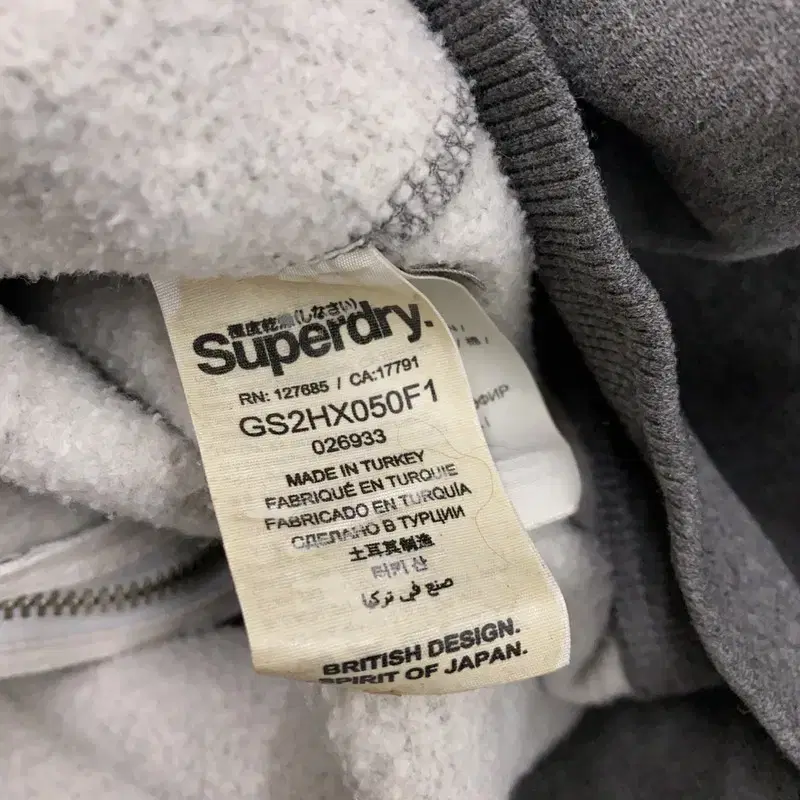 極度乾燥(しなさい)
Superdry.
RN: 127685 / CA:17791
GS2HX050F1
026933
MADE IN TURKEY
FABRIQUÉ EN TURQUIE
FABRICADO EN TURQUÍA
СДЕЛАНО В ТУРЦИИ
土耳其制造
터키 산
صنع في تركيا
BRITISH DESIGN.
SPIRIT OF JAPAN.